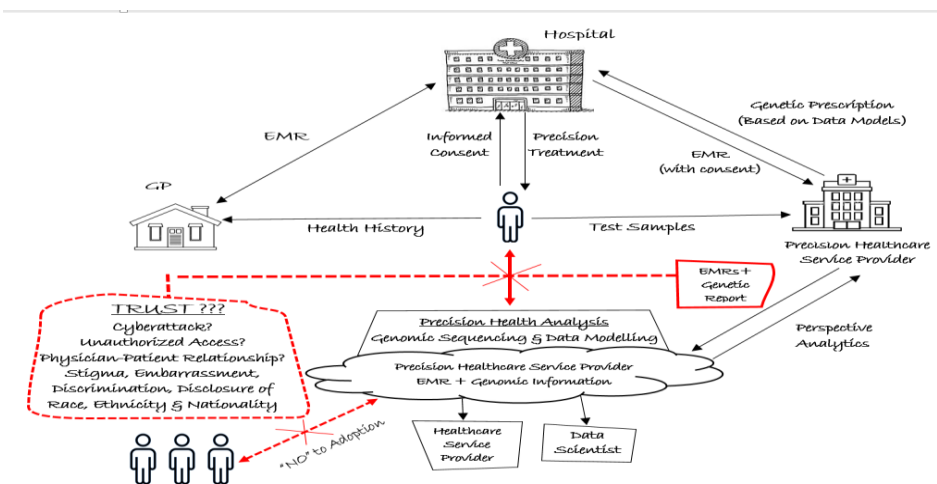 Hospital
Genetic Prescription
(Based on Data Models)
EMR
Informed
Consent
Precision
Treatment
EMR
(with consent)
GP
Health History
Test Samples
Precision Healthcare
Service Provider
EMRs+
Genetic
Report
TRUST ???
Cyberattack?
Unauthorized Access?
Physician-Patient Relationship?
Stigma, Embarrassment,
Discrimination, Disclosure of
Race, Ethnicity & Nationality
Precision Health Analysis
Genomic Sequencing & Data Modelling
Perspective
Analytics
Precision Healthcare Service Provider
EMR + Genomic Information
"NO" to Adoption
Healthcare
Service
Provider
Data
Scientist